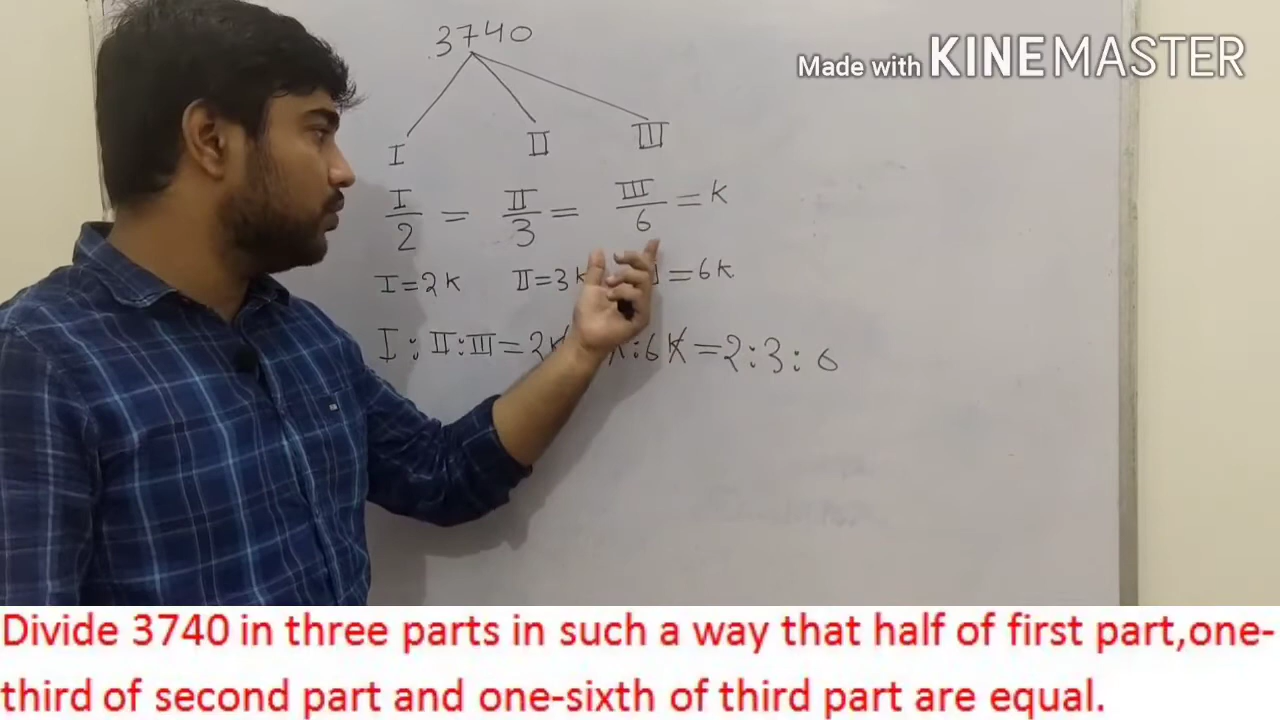 3740
Made with KINEMASTER
I II III
I/2 = II/3 = III/6 = k
I=2k II=3k =6k
I:II:III=2k :6k=2:3:6
Divide 3740 in three parts in such a way that half of first part,one-
third of second part and one-sixth of third part are equal.